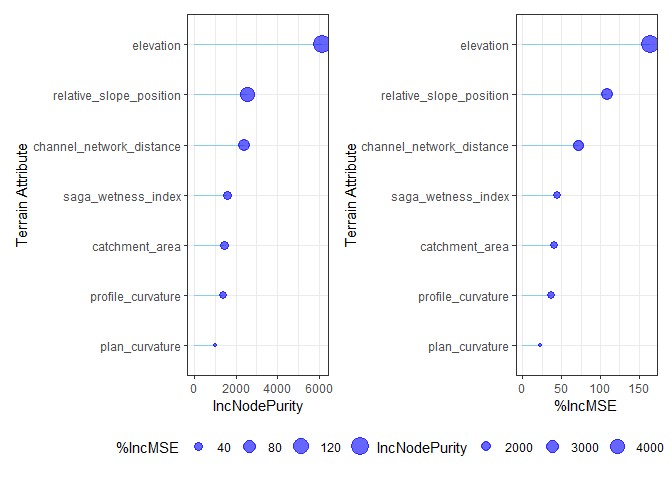 Terrain Attribute
elevation
relative_slope_position
channel_network_distance
saga_wetness_index
catchment_area
profile_curvature
plan_curvature
0 2000 4000 6000
IncNodePurity
Terrain Attribute
elevation
relative_slope_position
channel_network_distance
saga_wetness_index
catchment_area
profile_curvature
plan_curvature
0 50 100 150
%IncMSE
%IncMSE 40 80 120 IncNodePurity 2000 3000 4000